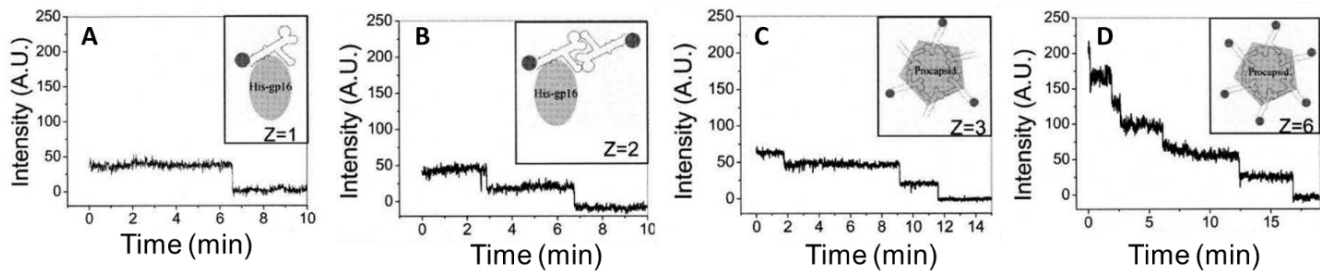 A
Intensity (A.U.)
250
200
150
100
50
0
His-gp16
Z=1
0 2 4 6 8 10
Time (min)
B
Intensity (A.U.)
250
200
150
100
50
0
His-gp16
Z=2
0 2 4 6 8 10
Time (min)
C
Intensity (A.U.)
250
200
150
100
50
0
Procapsid.
Z=3
0 2 4 6 8 10 12 14
Time (min)
D
Intensity (A.U.)
250
200
150
100
50
0
Procapsid.
Z=6
0 5 10 15
Time (min)